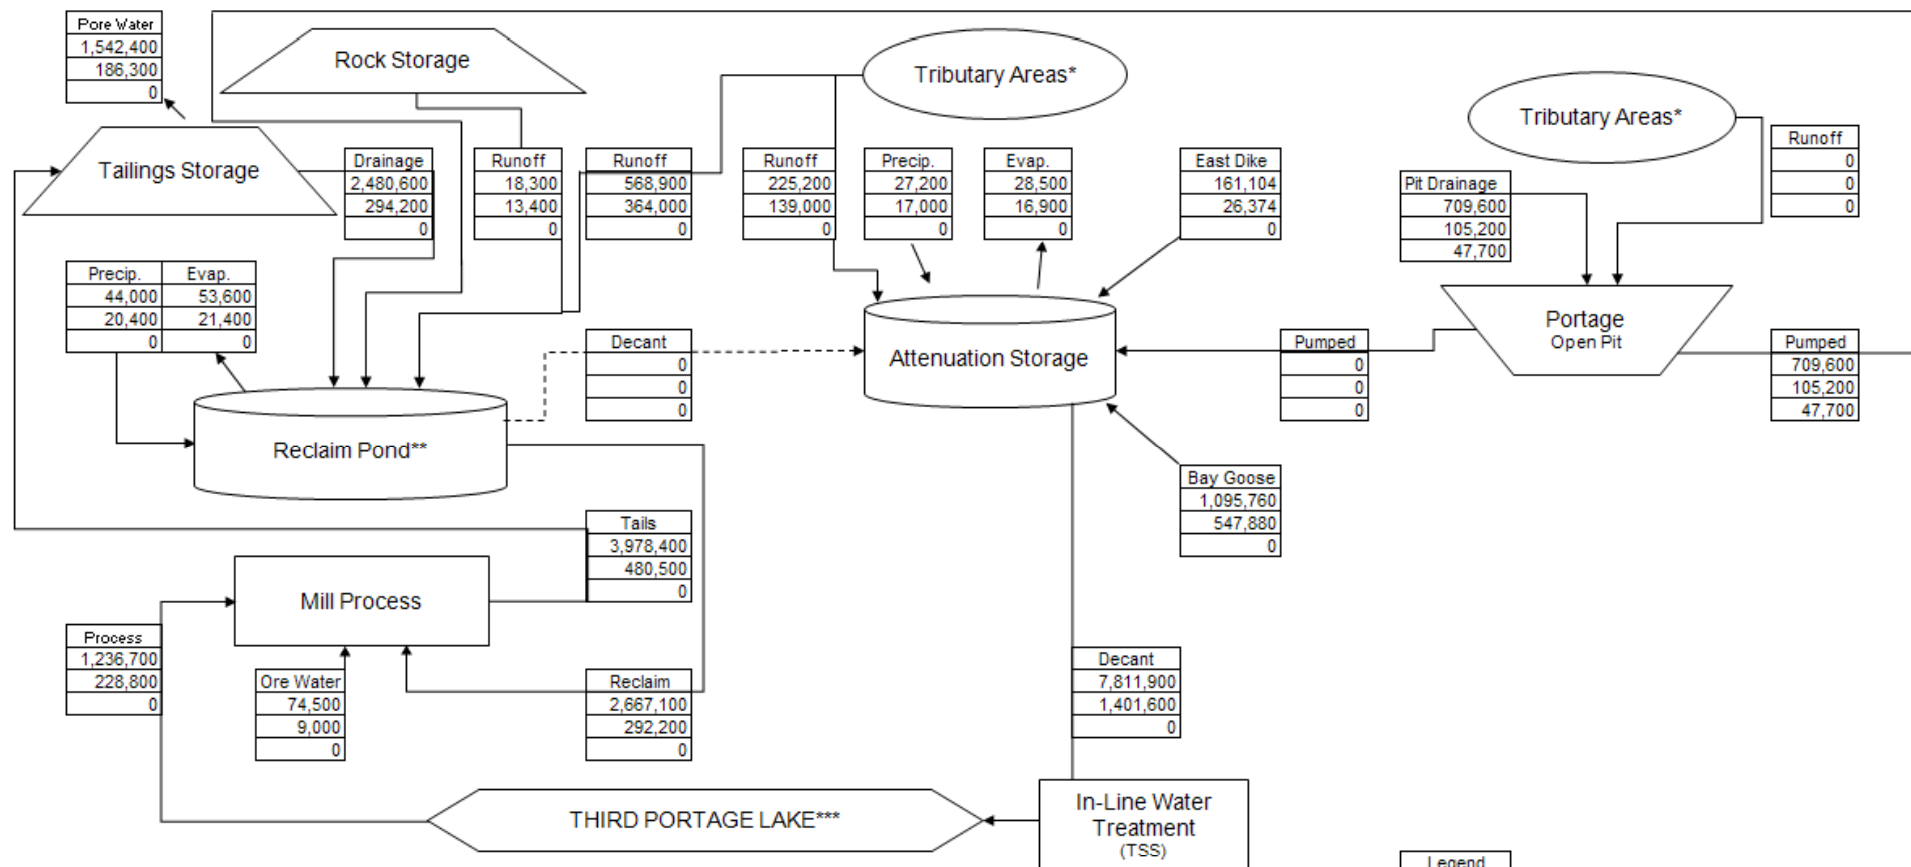 Pore Water
1,542,400
186,300
0
Rock Storage
Tributary Areas*
Tributary Areas*
Runoff
0
0
0
Tailings Storage
Drainage
2,480,600
294,200
0
Runoff
18,300
13,400
0
Runoff
568,900
364,000
0
Runoff
225,200
139,000
0
Precip.
27,200
17,000
0
Evap.
28,500
16,900
0
East Dike
161,104
26,374
0
Pit Drainage
709,600
105,200
47,700
Precip. Evap.
44,000 53,600
20,400 21,400
0 0
Decant
0
0
0
Attenuation Storage
Pumped
0
0
0
Portage
Open Pit
Pumped
709,600
105,200
47,700
Reclaim Pond**
Bay Goose
1,095,760
547,880
0
Tails
3,978,400
480,500
0
Mill Process
Process
1,236,700
228,800
0
Ore Water
74,500
9,000
0
Reclaim
2,667,100
292,200
0
Decant
7,811,900
1,401,600
0
THIRD PORTAGE LAKE***
In-Line Water
Treatment
(TSS)
Legend